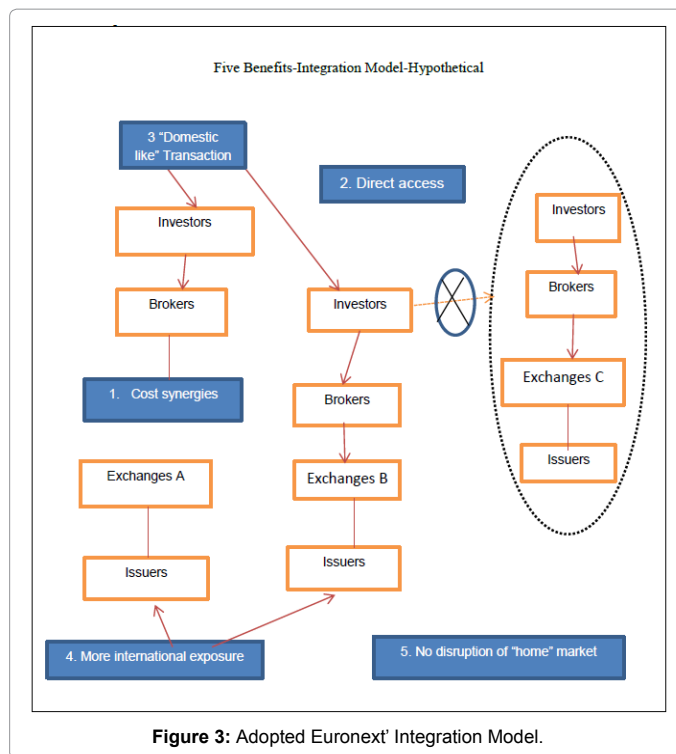 Five Benefits-Integration Model-Hypothetical
3 “Domestic
like” Transaction
2. Direct access
Investors
Brokers
1. Cost synergies
Exchanges A
Issuers
Investors
Brokers
Exchanges B
Issuers
Investors
Brokers
Exchanges C
Issuers
4. More international exposure
5. No disruption of “home” market
Figure 3: Adopted Euronext’ Integration Model.